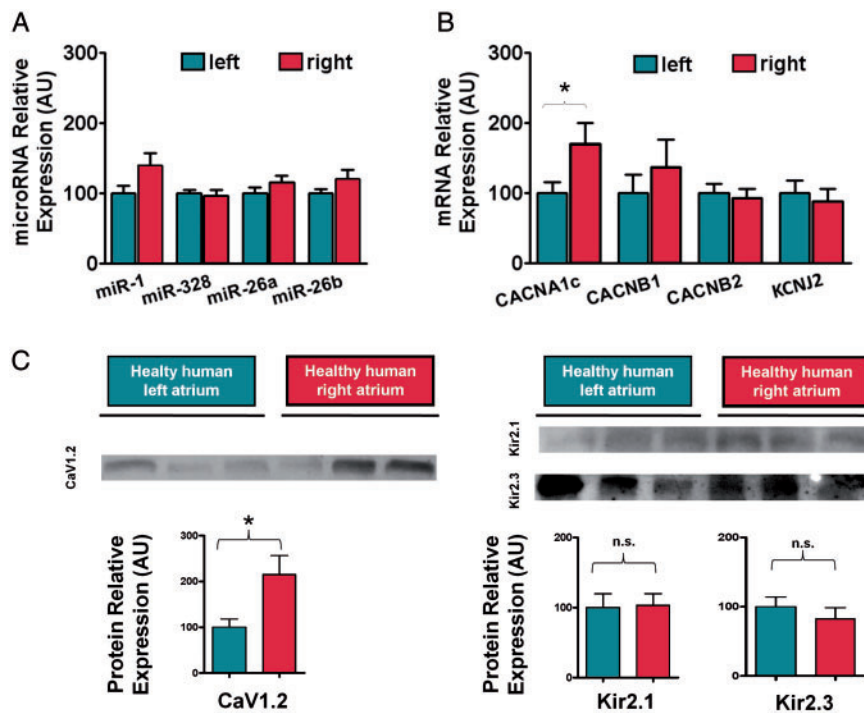 A
300
200
100
0
microRNA Relative
Expression (AU)
left
right
miR-1
miR-328
miR-26a
miR-26b
B
300
200
100
0
mRNA Relative
Expression (AU)
left
right
*
CACNA1c
CACNB1
CACNB2
KCNJ2
C
Healty human
left atrium
Healthy human
right atrium
CaV1.2
Protein Relative
Expression (AU)
300
200
100
0
*
CaV1.2
Healthy human
left atrium
Healthy human
right atrium
Kir2.1
Kir2.3
Protein Relative
Expression (AU)
200
100
0
n.s.
Kir2.1
200
100
0
n.s.
Kir2.3